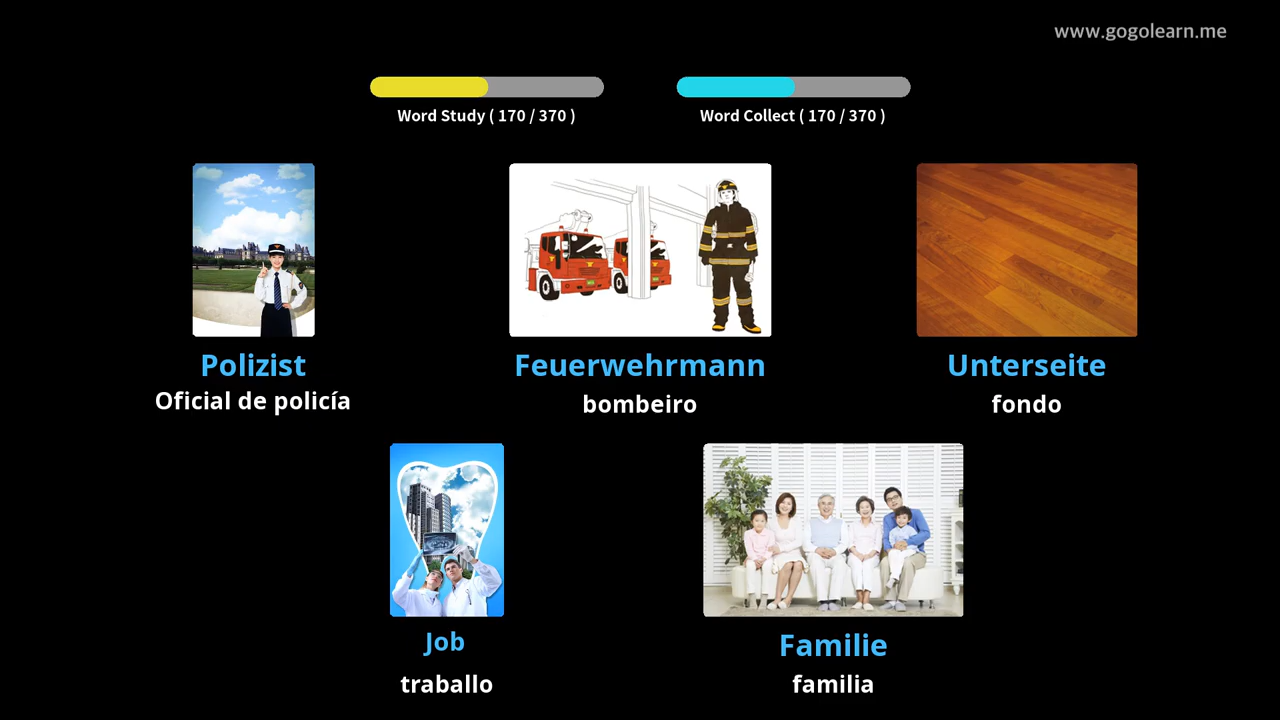 www.gogolearn.me
Word Study ( 170 / 370 )
Word Collect ( 170 / 370 )
Polizist
Oficial de policía
Feuerwehrmann
bombeiro
Unterseite
fondo
Job
traballo
Familie
familia